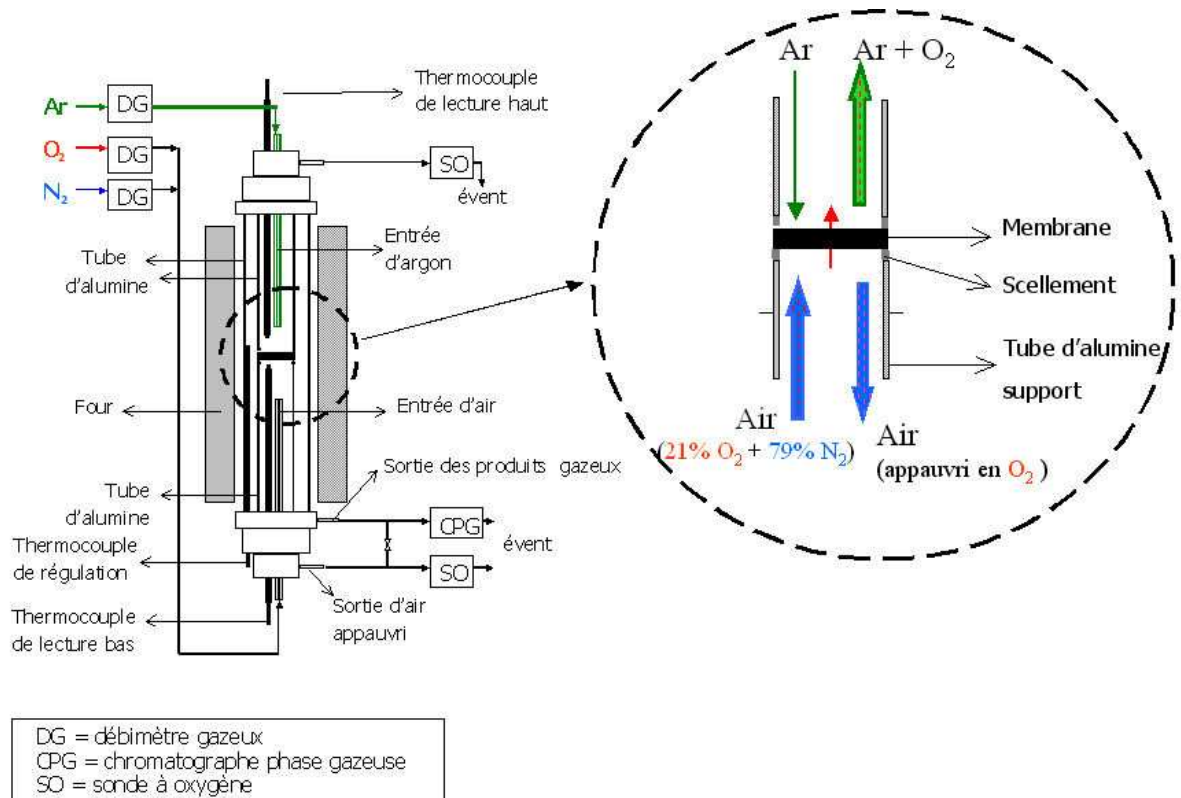 Ar
DG
O₂
DG
N₂
DG
Thermocouple
de lecture haut
SO
évent
Tube
d'alumine
Entrée
d'argon
Four
Entrée d'air
Sortie des produits gazeux
Tube
d'alumine
CPG
évent
Thermocouple
de régulation
SO
Thermocouple
de lecture bas
Sortie d'air
appauvri
Ar
Ar + O₂
Membrane
Scellement
Tube d'alumine
support
Air
(21% O₂ + 79% N₂)
Air
(appauvri en O₂ )
DG = débimètre gazeux
CPG = chromatographe phase gazeuse
SO = sonde à oxygène